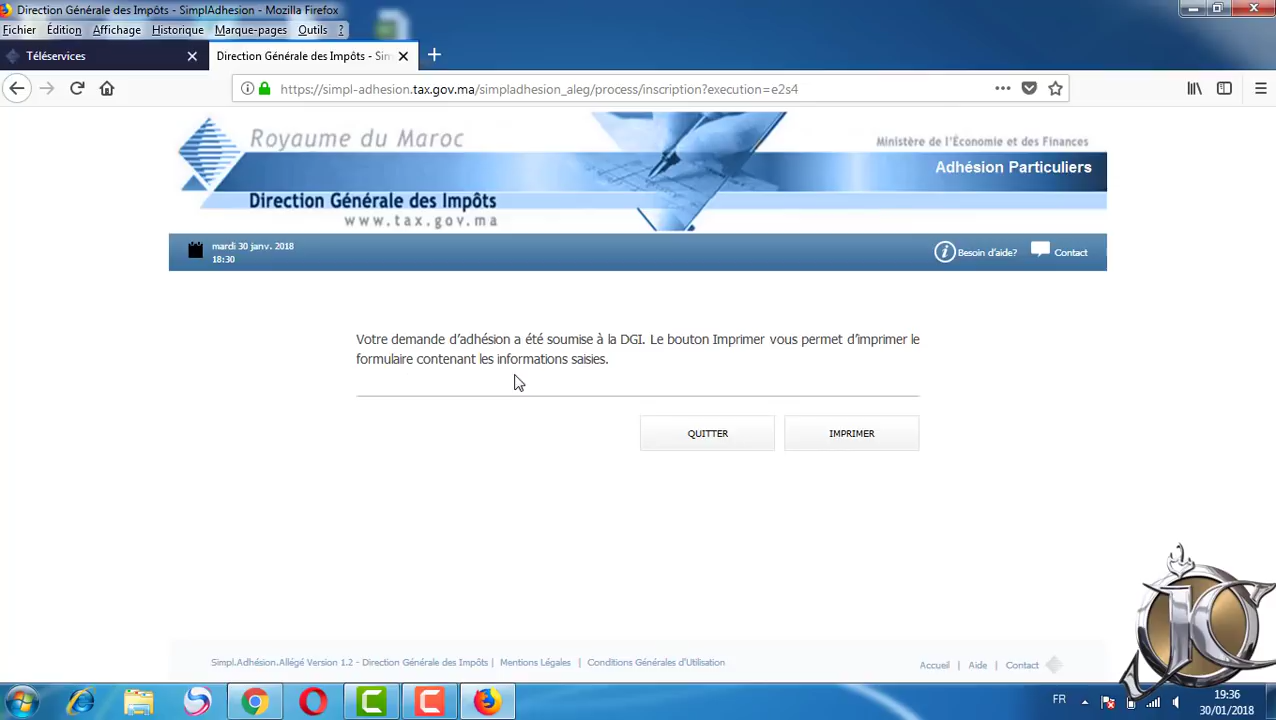 Direction Générale des Impôts - SimplAdhesion - Mozilla Firefox
Fichier Édition Affichage Historique Marque-pages Outils ?
Téléservices
Direction Générale des Impôts - Sim
https://simpl-adhesion.tax.gov.ma/simpladhesion_aleg/process/inscription?execution=e2s4
Royaume du Maroc
Ministère de l'Économie et des Finances
Adhésion Particuliers
Direction Générale des Impôts
www.tax.gov.ma
mardi 30 janv. 2018
18:30
Besoin d'aide? Contact
Votre demande d'adhésion a été soumise à la DGI. Le bouton Imprimer vous permet d'imprimer le
formulaire contenant les informations saisies.
QUITTER IMPRIMER
Simpl.Adhésion.Allégé Version 1.2 - Direction Générale des Impôts | Mentions Légales | Conditions Générales d'Utilisation
Accueil | Aide | Contact
JC
FR
19:36
30/01/2018